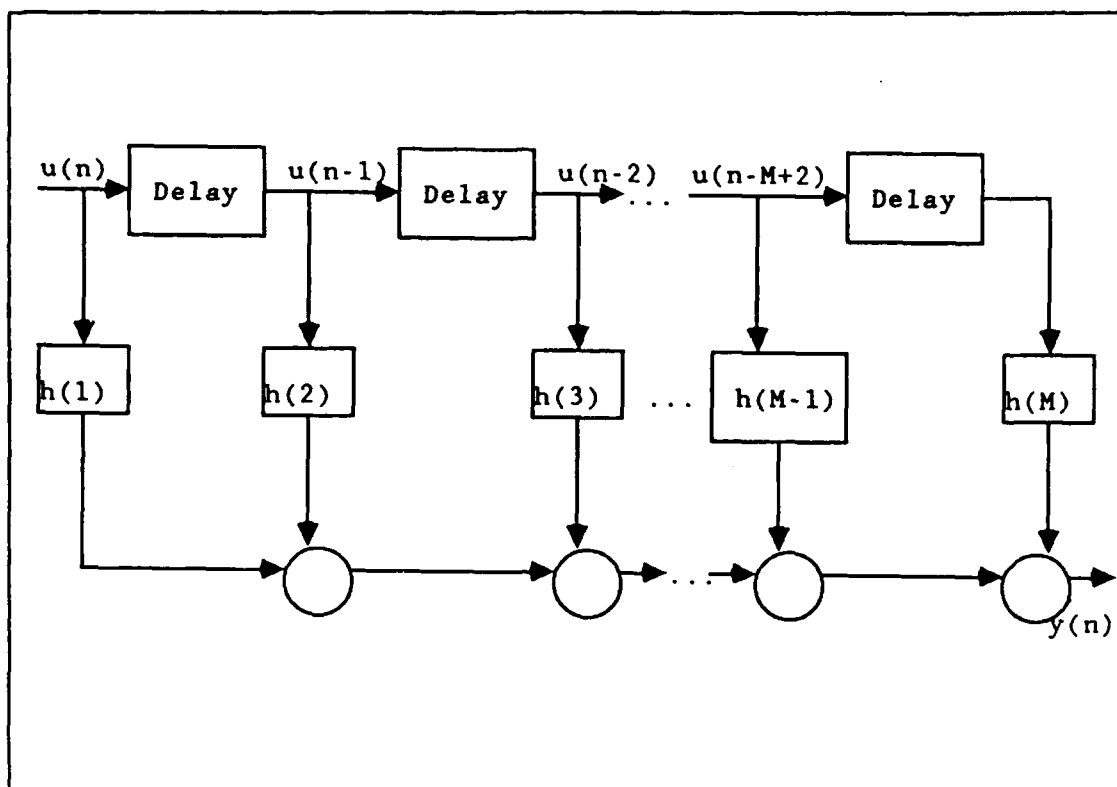 u(n) Delay u(n-1) Delay u(n-2) ... u(n-M+2) Delay
h(1) h(2) h(3) ... h(M-1) h(M)
...
y(n)